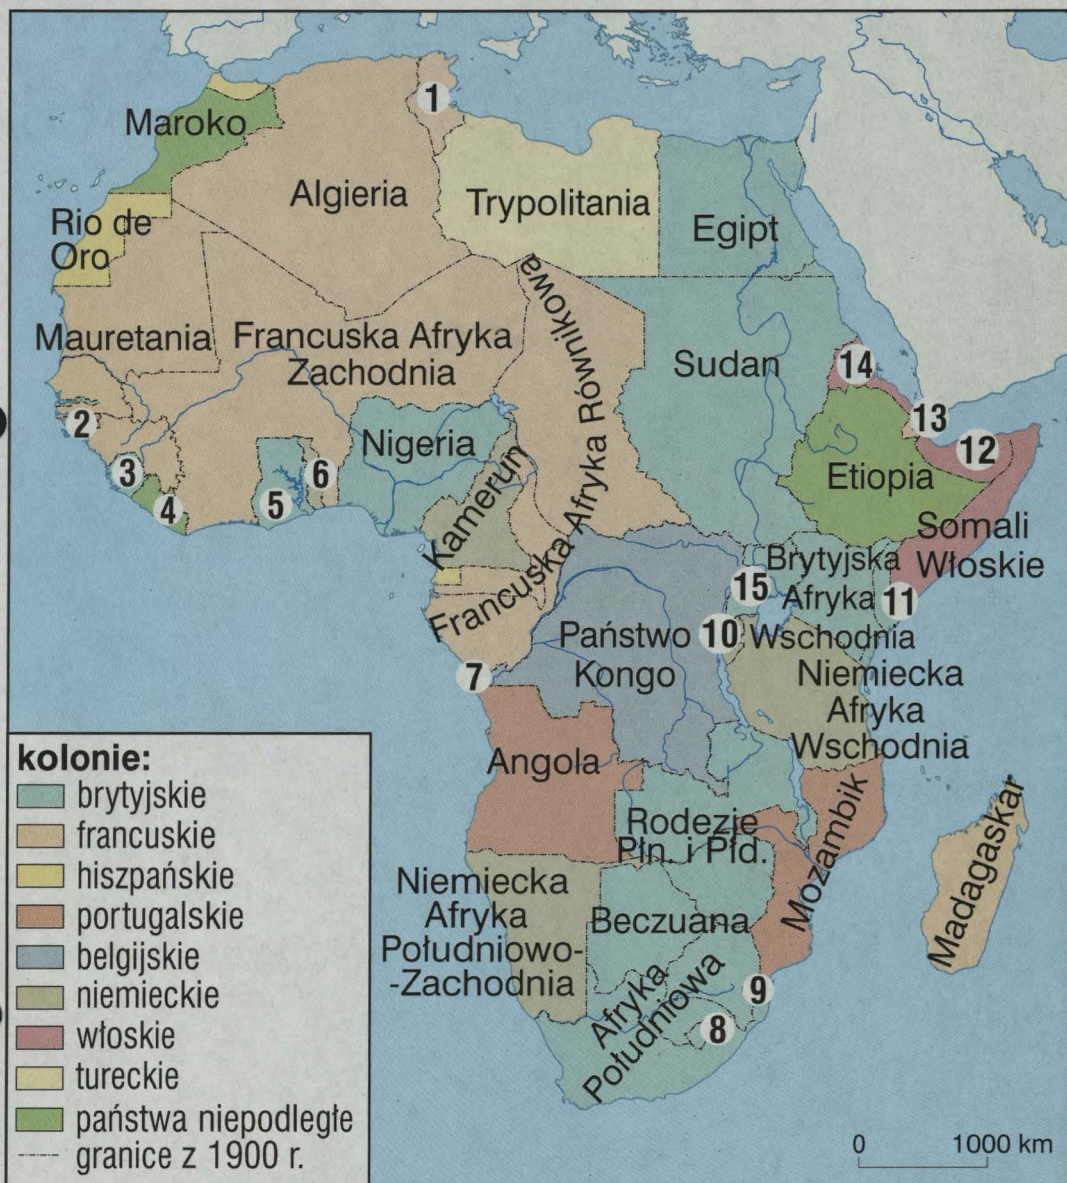 Maroko
1
Algieria
Trypolitania
Egipt
Rio de
Oro
Mauretania
Francuska Afryka
Zachodnia
Francuska Afryka Równikowa
Sudan
14
13
12
2
3
4
5
6
Nigeria
Kamerun
Etiopia
Somali
Włoskie
Brytyjska
Afryka
Wschodnia
15
11
10
7
Państwo
Kongo
Niemiecka
Afryka
Wschodnia
Angola
Rodezje
Płn. i Płd.
Mozambik
Madagaskar
Niemiecka
Afryka
Południowo-
-Zachodnia
Beczuana
Afryka
Południowa
9
8
kolonie:
brytyjskie
francuskie
hiszpańskie
portugalskie
belgijskie
niemieckie
włoskie
tureckie
państwa niepodległe
granice z 1900 r.
0 1000 km